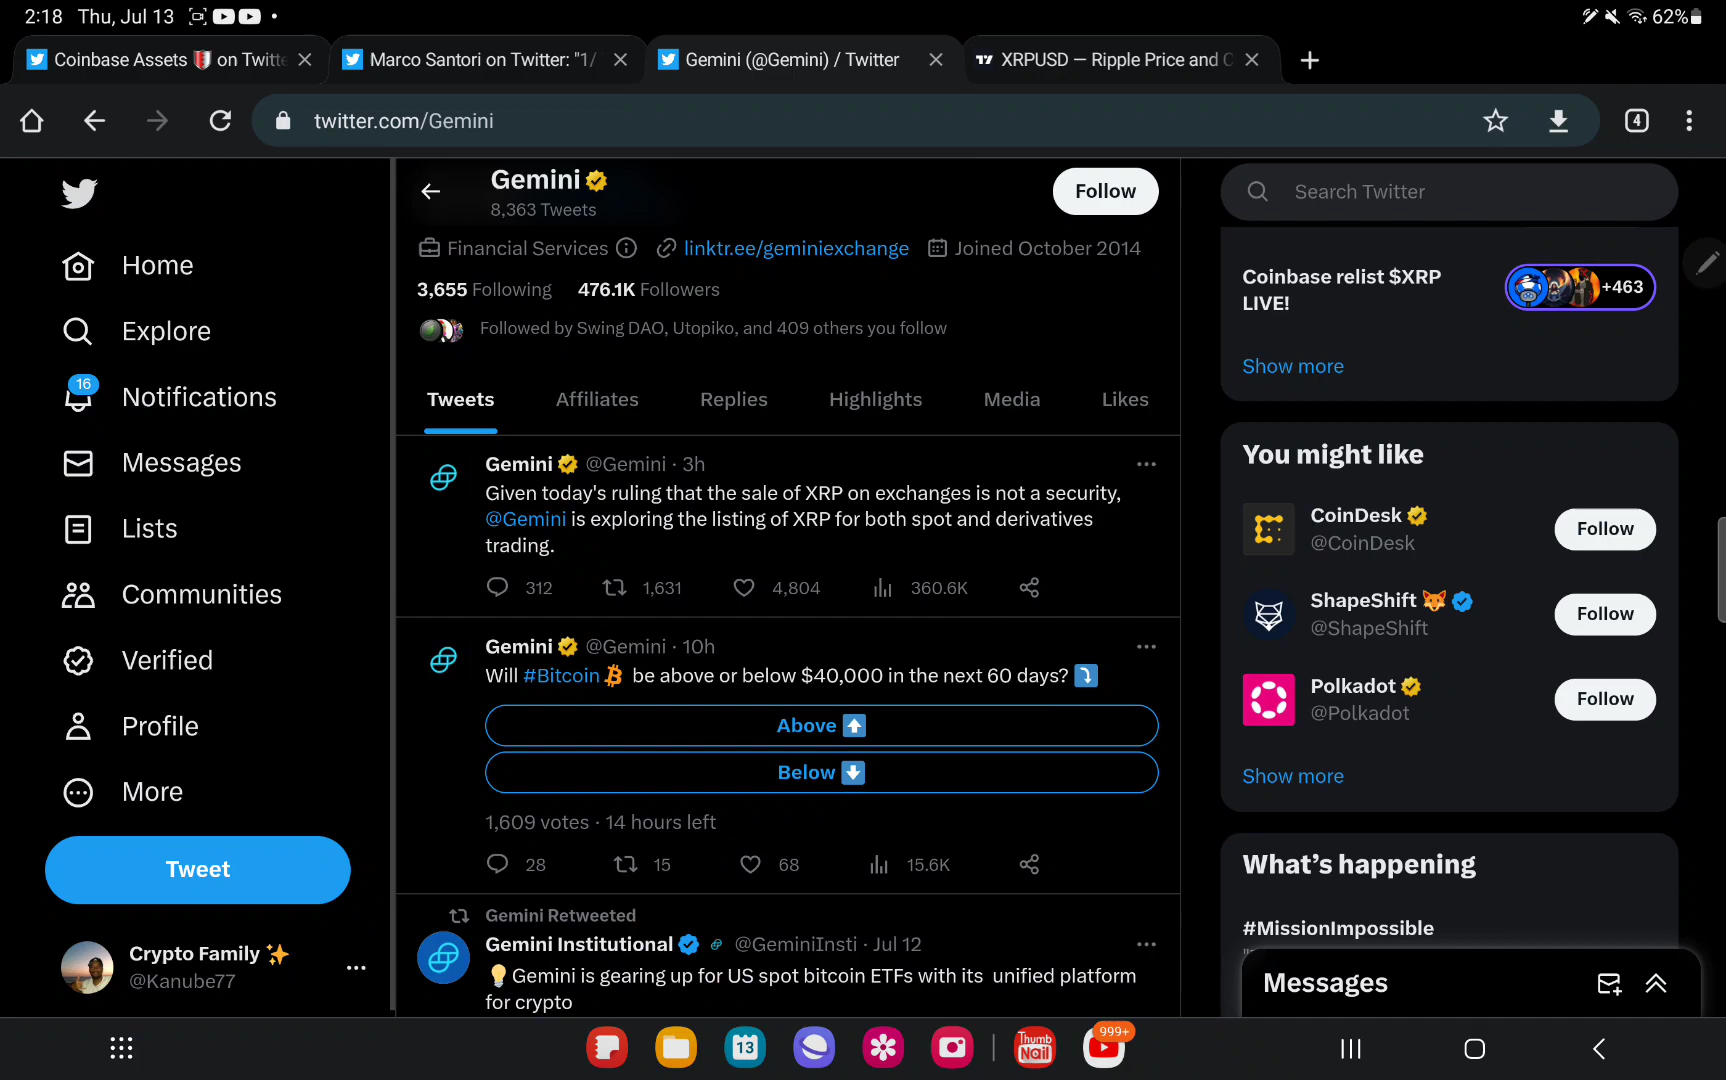 2:18 Thu, Jul 13
62%
Coinbase Assets 🛡️ on Twitte
Marco Santori on Twitter: "1/
Gemini (@Gemini) / Twitter
XRPUSD — Ripple Price and C
twitter.com/Gemini
4
Home
Explore
16
Notifications
Messages
Lists
Communities
Verified
Profile
More
Tweet
Crypto Family ✨
@Kanube77
Gemini
8,363 Tweets
Follow
Financial Services
linktr.ee/geminiexchange
Joined October 2014
3,655 Following 476.1K Followers
Followed by Swing DAO, Utopiko, and 409 others you follow
Tweets Affiliates Replies Highlights Media Likes
Gemini @Gemini · 3h
Given today's ruling that the sale of XRP on exchanges is not a security,
@Gemini is exploring the listing of XRP for both spot and derivatives
trading.
312 1,631 4,804 360.6K
Gemini @Gemini · 10h
Will #Bitcoin be above or below $40,000 in the next 60 days? ⤵️
Above ⬆️
Below ⬇️
1,609 votes · 14 hours left
28 15 68 15.6K
Gemini Retweeted
Gemini Institutional @GeminiInsti · Jul 12
💡Gemini is gearing up for US spot bitcoin ETFs with its unified platform
for crypto
Search Twitter
Coinbase relist $XRP
LIVE!
+463
Show more
You might like
CoinDesk
@CoinDesk
Follow
ShapeShift 🦊
@ShapeShift
Follow
Polkadot
@Polkadot
Follow
Show more
What's happening
#MissionImpossible
Messages
13
Thumb
Nail
999+